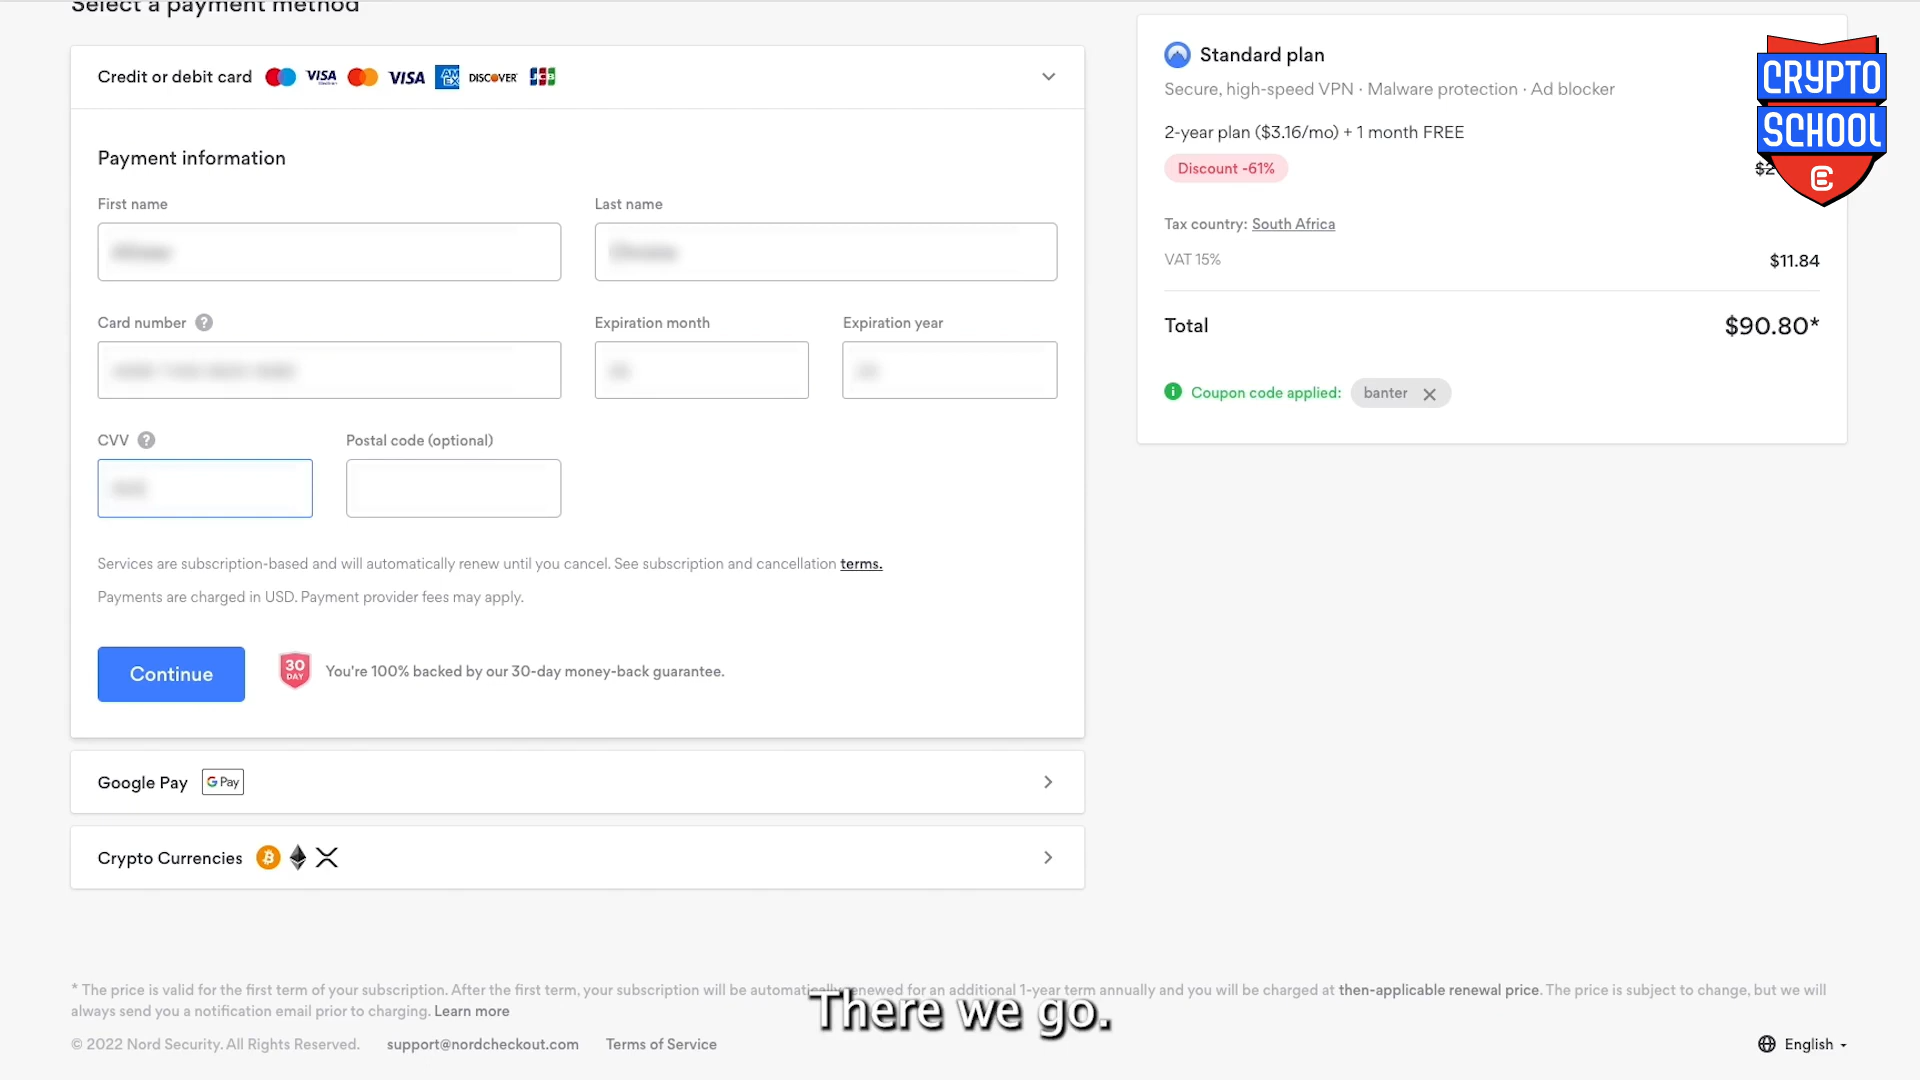 Select a payment method
Credit or debit card VISA VISA AMEX DISCOVER JCB
Payment information
First name
Last name
Card number ?
Expiration month
Expiration year
CVV ?
Postal code (optional)
Services are subscription-based and will automatically renew until you cancel. See subscription and cancellation terms.
Payments are charged in USD. Payment provider fees may apply.
Continue
30
DAY
You're 100% backed by our 30-day money-back guarantee.
Google Pay G Pay
Crypto Currencies
Standard plan
Secure, high-speed VPN · Malware protection · Ad blocker
2-year plan ($3.16/mo) + 1 month FREE
Discount -61%
Tax country: South Africa
VAT 15% $11.84
Total $90.80*
Coupon code applied: banter
CRYPTO
SCHOOL
* The price is valid for the first term of your subscription. After the first term, your subscription will be automatically renewed for an additional 1-year term annually and you will be charged at then-applicable renewal price. The price is subject to change, but we will
always send you a notification email prior to charging. Learn more
There we go.
© 2022 Nord Security. All Rights Reserved. support@nordcheckout.com Terms of Service
English